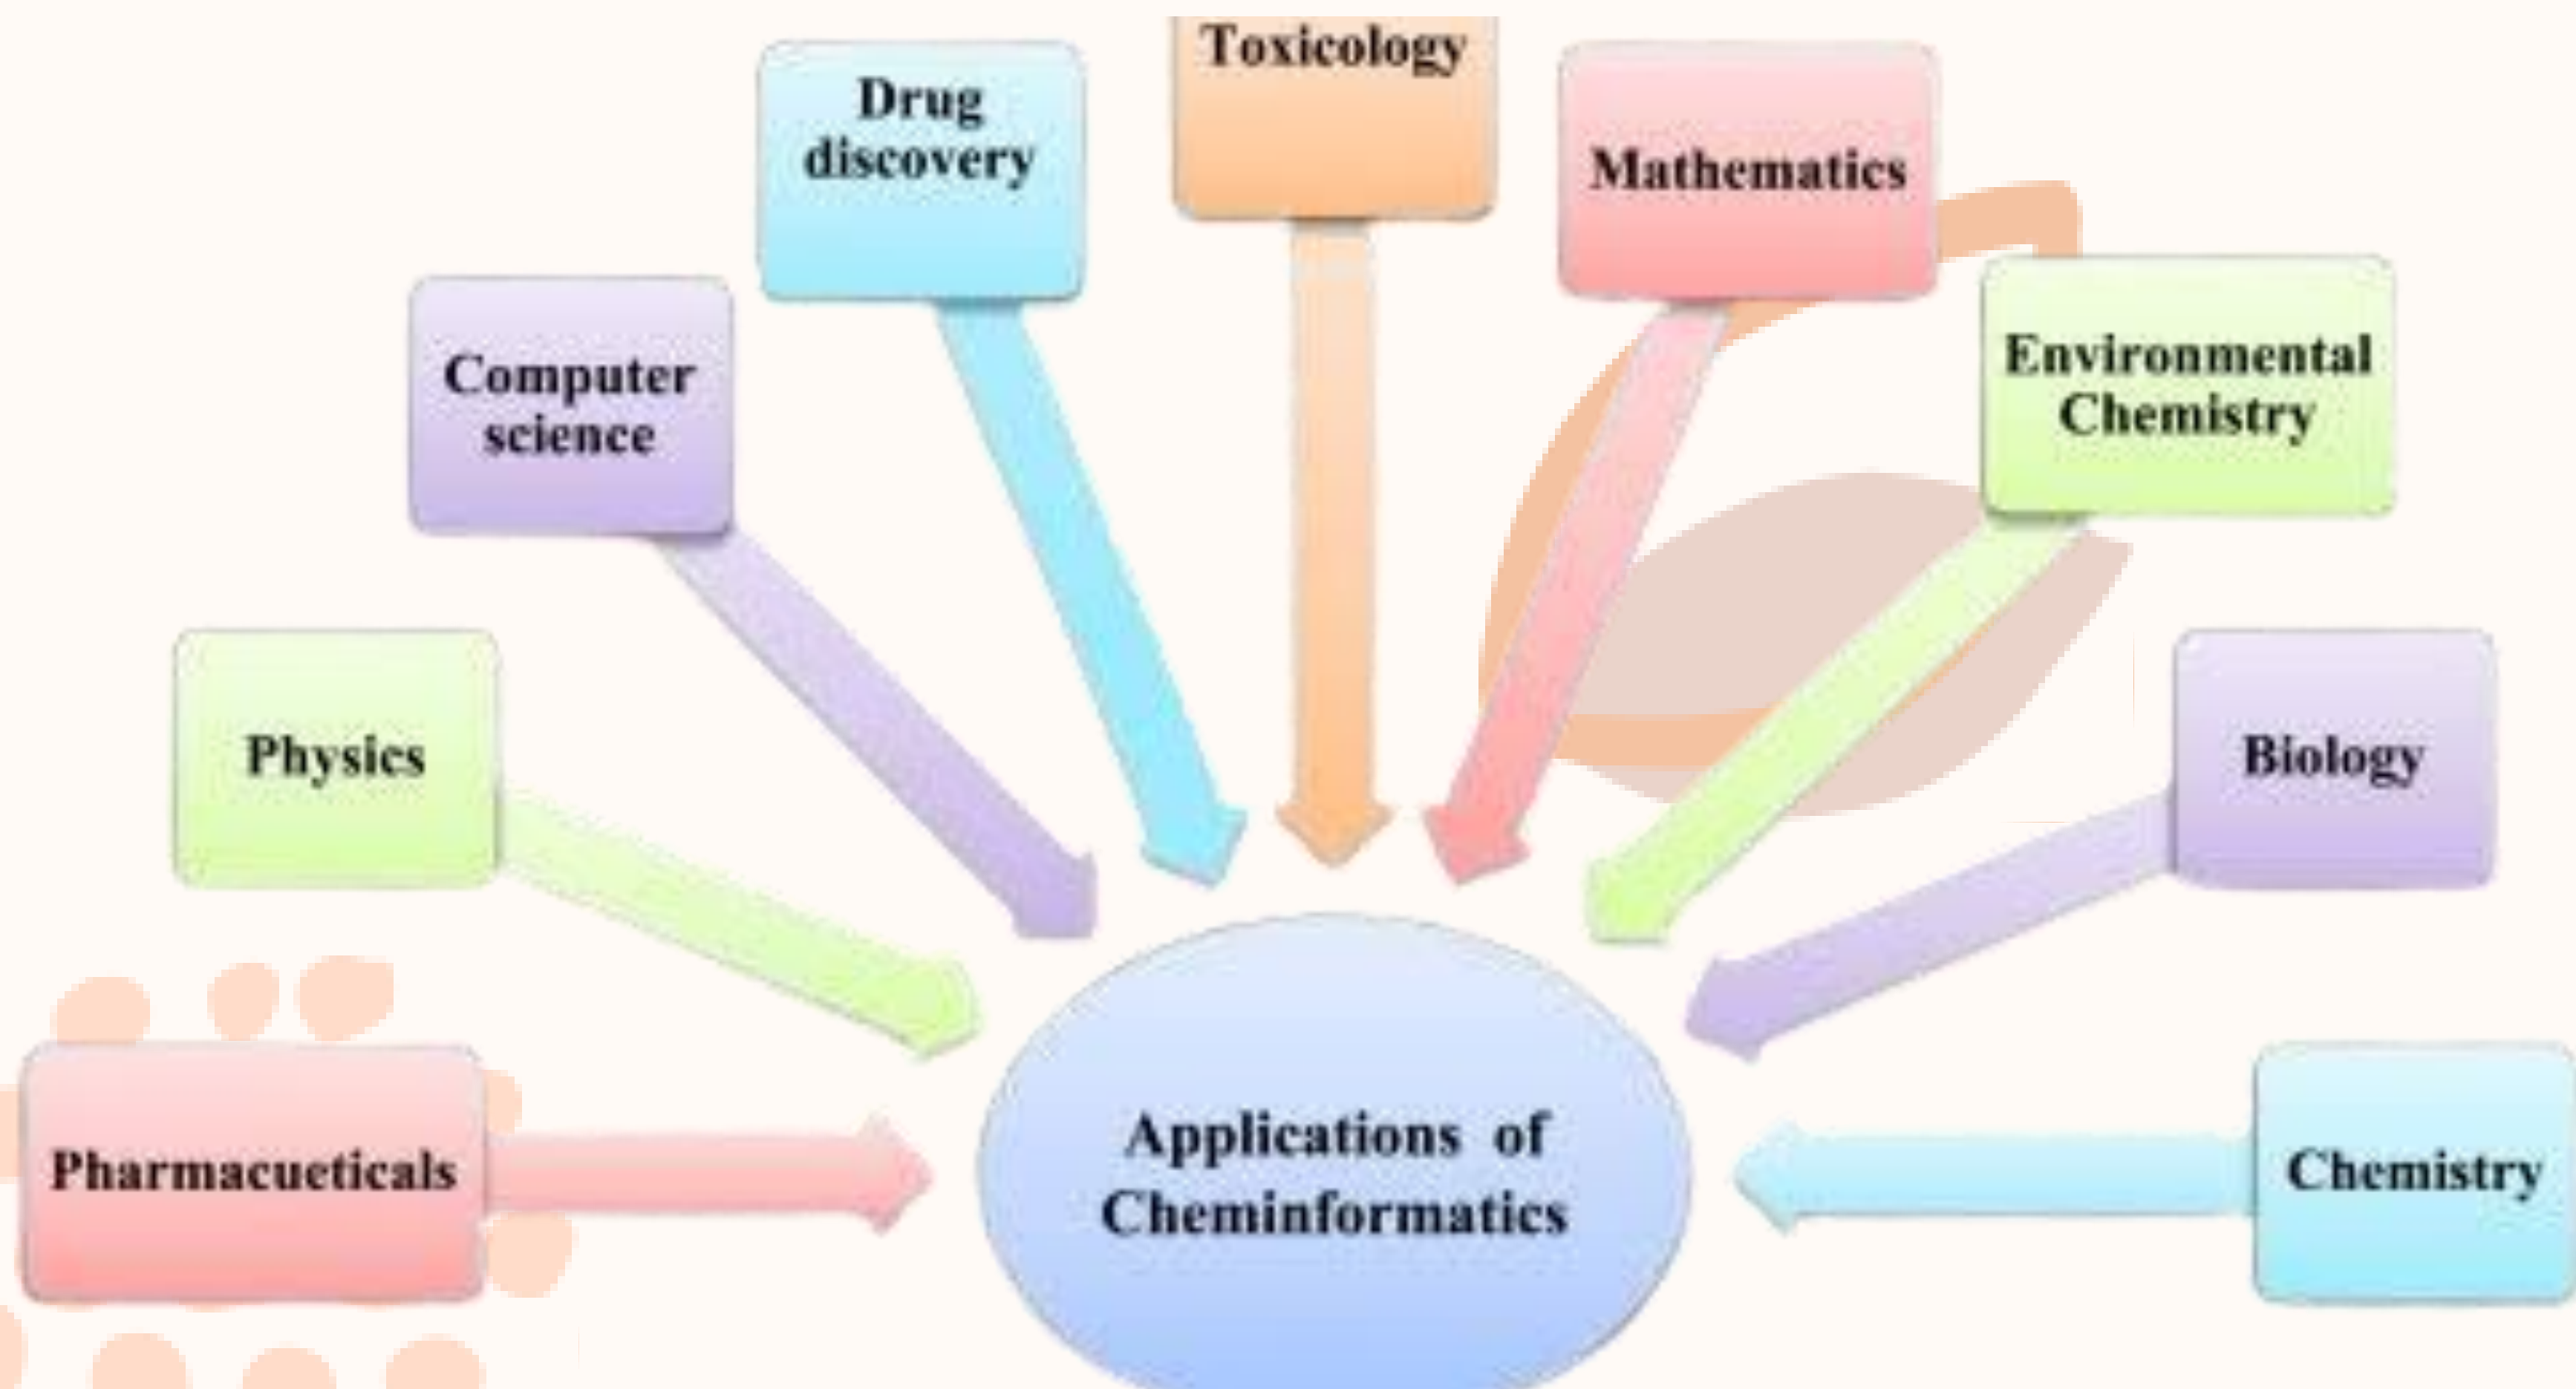 Toxicology
Drug
discovery
Mathematics
Computer
science
Environmental
Chemistry
Physics
Biology
Pharmacueticals
Applications of
Cheminformatics
Chemistry